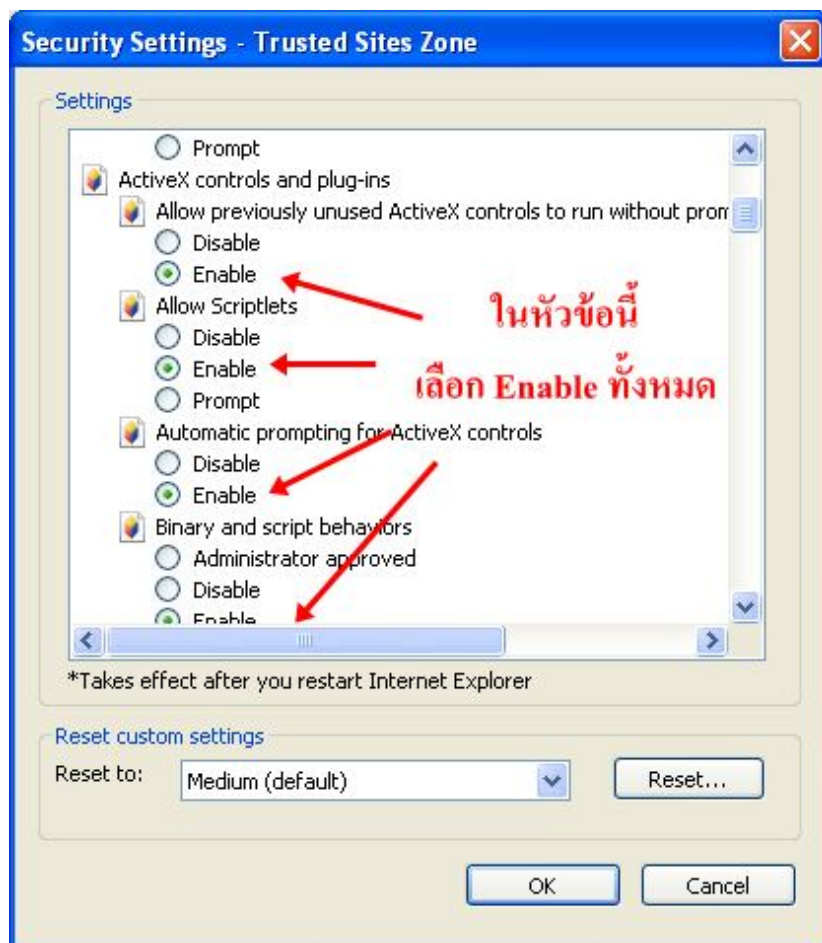 Security Settings - Trusted Sites Zone
Settings
Prompt
ActiveX controls and plug-ins
Allow previously unused ActiveX controls to run without prom
Disable
Enable
Allow Scriptlets
Disable
Enable
Prompt
Automatic prompting for ActiveX controls
Disable
Enable
Binary and script behaviors
Administrator approved
Disable
Enable
ในหัวข้อนี้
เลือก Enable ทั้งหมด
*Takes effect after you restart Internet Explorer
Reset custom settings
Reset to:
Medium (default)
Reset...
OK
Cancel